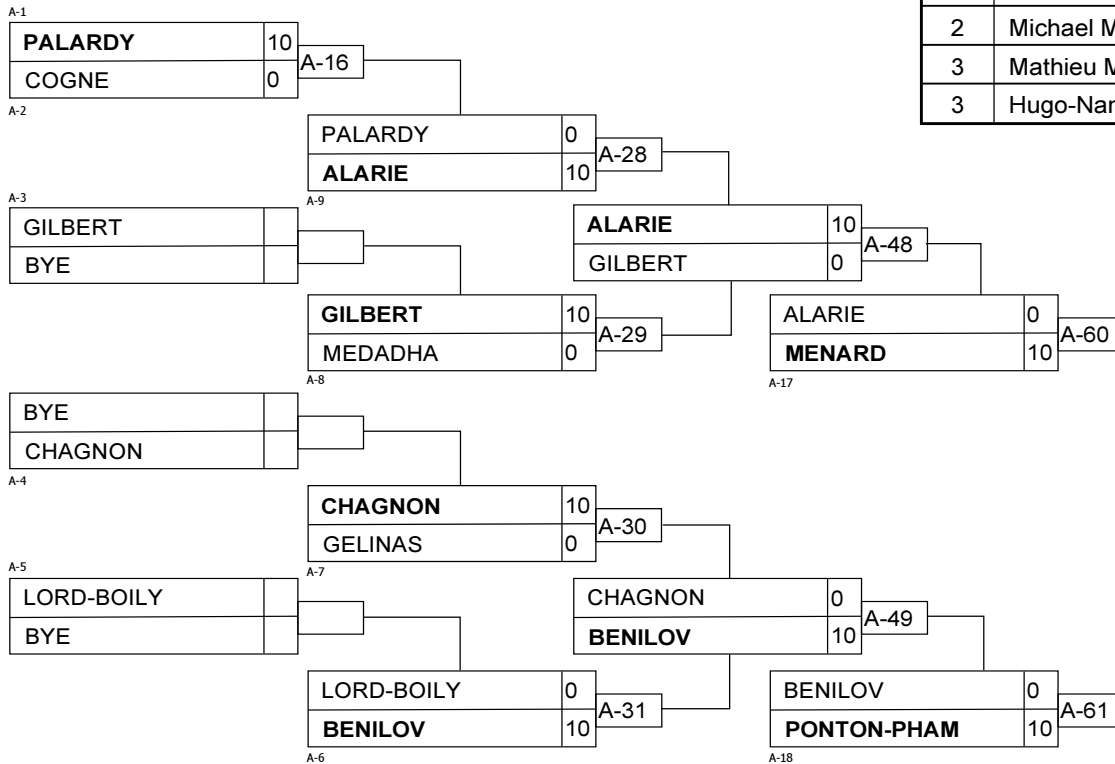 A-1
PALARDY 10
COGNE 0
A-16
A-2
2 Michael
3 Mathieu
3
PALARDY 0
ALARIE 10
A-28
A-9
A-3
GILBERT
BYE
ALARIE 10
GILBERT 0
A-48
GILBERT 10
MEDADHA 0
A-29
A-8
ALARIE 0
MENARD 10
A-60
A-17
BYE
CHAGNON
A-4
CHAGNON 10
GELINAS 0
A-30
A-7
A-5
LORD-BOILY
BYE
CHAGNON 0
BENILOV 10
A-49
LORD-BOILY 0
BENILOV 10
A-31
A-6
BENILOV 0
PONTON-PHAM 10
A-61
A-18